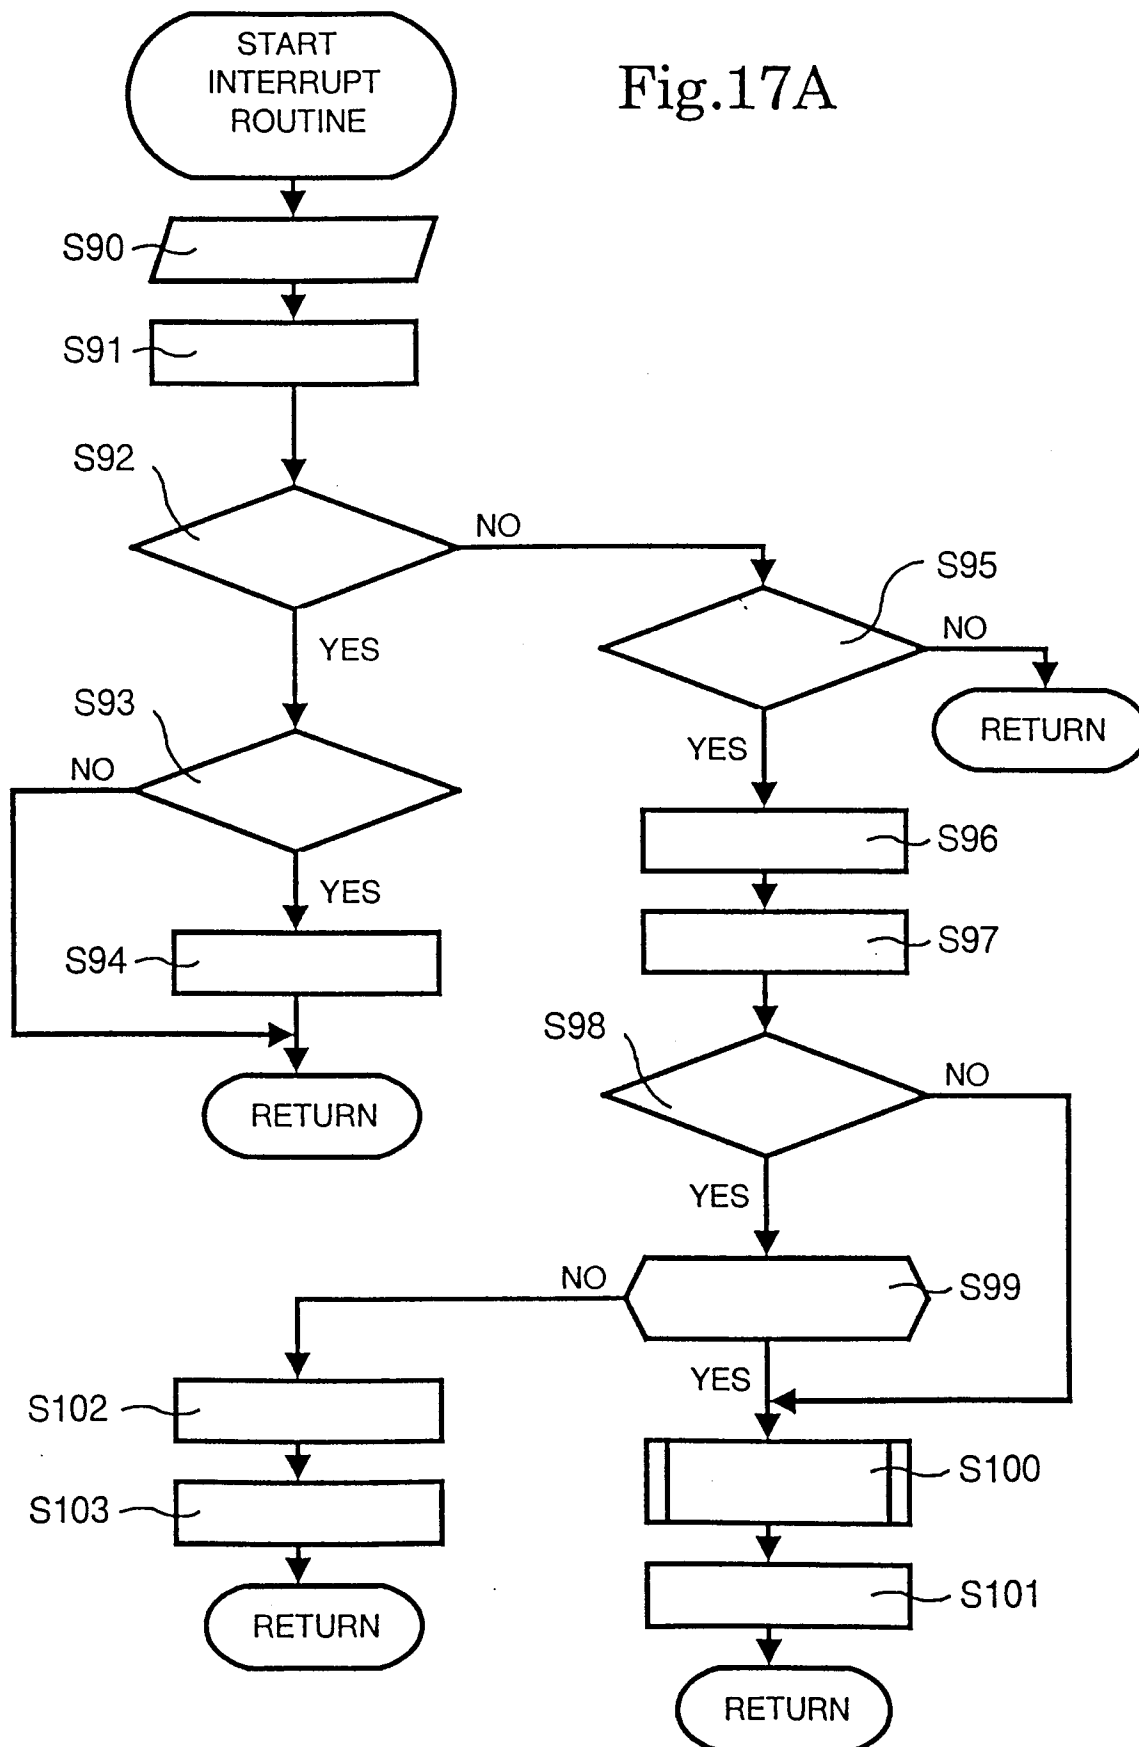 START
INTERRUPT
ROUTINE
Fig.17A
S90
S91
S92
NO
S95
YES
NO
S93
RETURN
NO
YES
YES
S96
S94
S97
S98
NO
RETURN
YES
NO
S99
YES
S102
S100
S103
S101
RETURN
RETURN